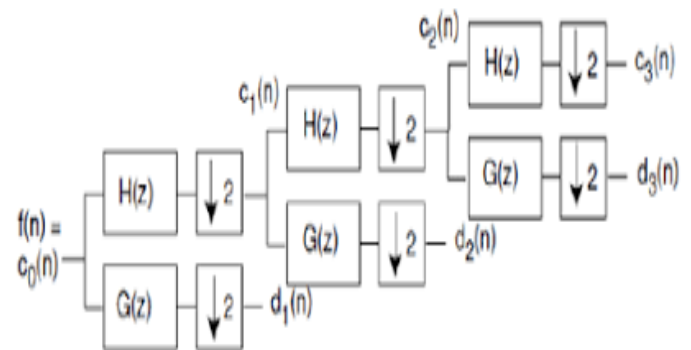 c₂(n)
H(z) ↓ 2 c₃(n)
c₁(n)
H(z) ↓ 2
G(z) ↓ 2 d₃(n)
H(z) ↓ 2
G(z) ↓ 2 d₂(n)
f(n) =
c₀(n)
G(z) ↓ 2 d₁(n)